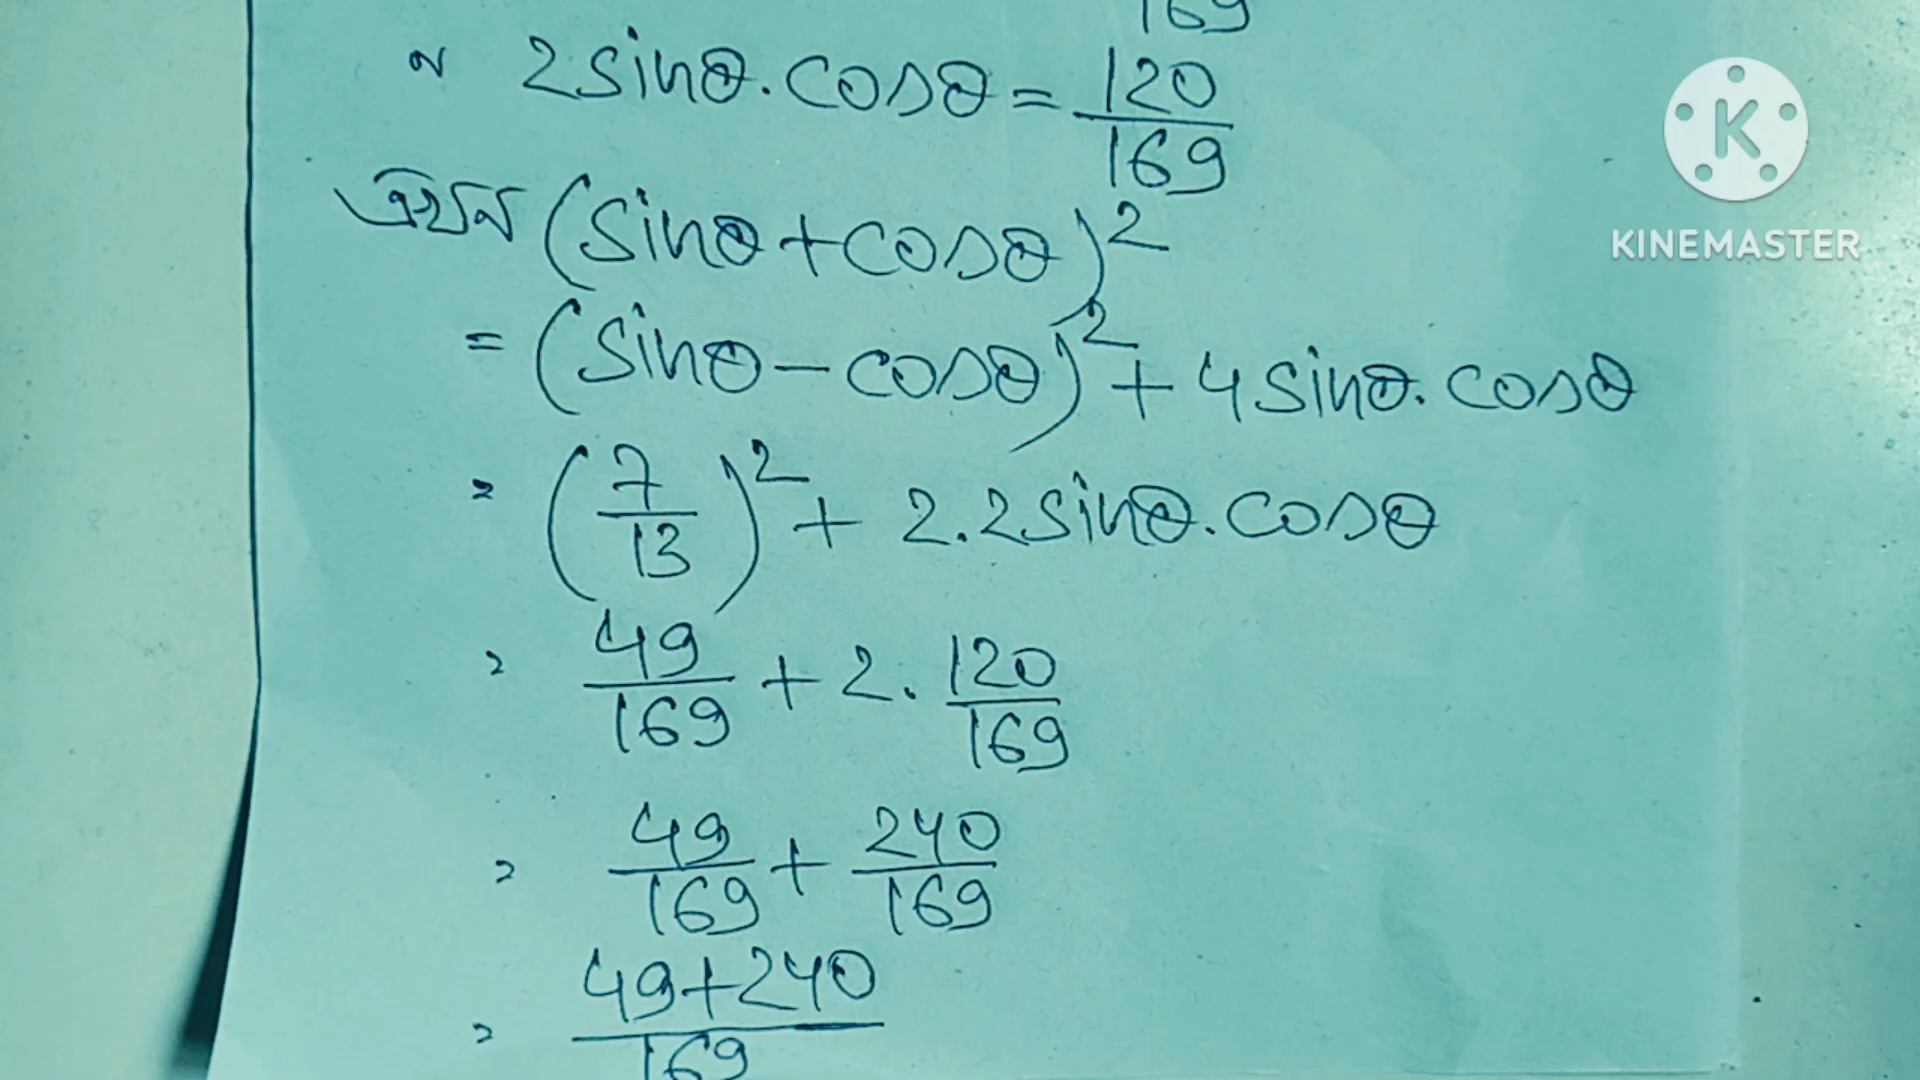 169
বা 2sinθ.cosθ = 120/169
এখন (sinθ+cosθ)²
= (sinθ-cosθ)²+4sinθ.cosθ
= (7/13)² + 2.2sinθ.cosθ
= 49/169 + 2. 120/169
= 49/169 + 240/169
= 49+240/169
K
KINEMASTER